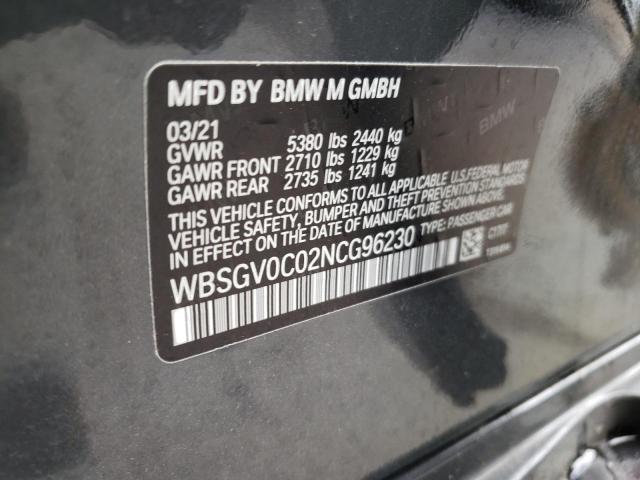 MFD BY BMW M GMBH
03/21
GVWR 5380 lbs 2440 kg
GAWR FRONT 2710 lbs 1229 kg
GAWR REAR 2735 lbs 1241 kg
THIS VEHICLE CONFORMS TO ALL APPLICABLE U.S. FEDERAL MOTOR
VEHICLE SAFETY, BUMPER AND THEFT PREVENTION STANDARDS
IN EFFECT ON THE DATE OF MANUFACTURE SHOWN ABOVE.
WBSGV0C02NCG96230 TYPE: PASSENGER CAR
BMW